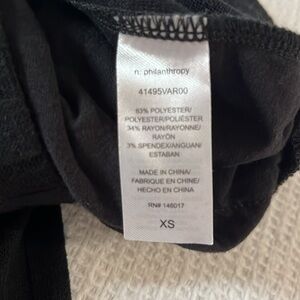 n: philanthropy
41495VAR00
63% POLYESTER/
POLYESTER/POLIÉSTER
34% RAYON/RAYONNE/
RAYÓN
3% SPENDEX/ANGUAN/
ESTABAN
MADE IN CHINA/
FABRIQUE EN CHINE/
HECHO EN CHINA
RN# 146017
XS